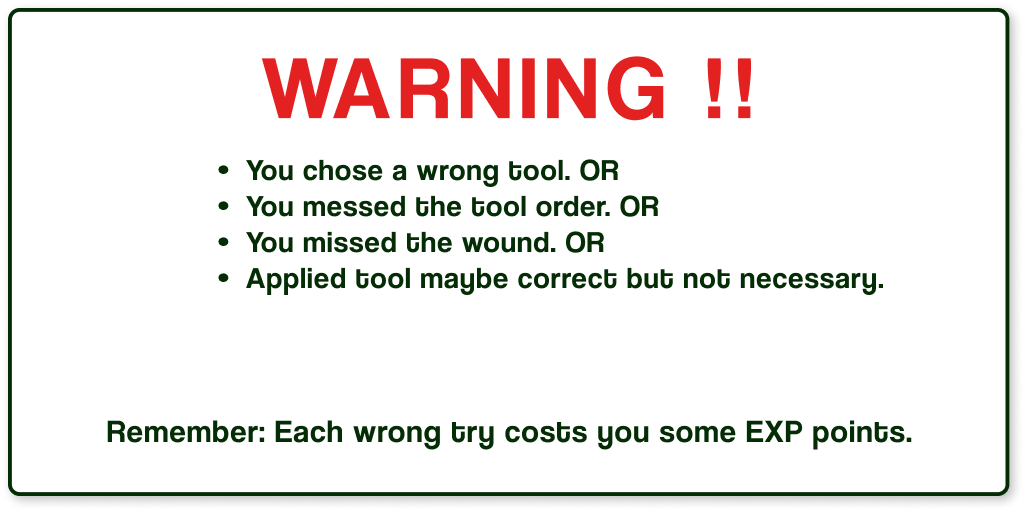 WARNING !!
• You chose a wrong tool. OR
• You messed the tool order. OR
• You missed the wound. OR
• Applied tool maybe correct but not necessary.
Remember: Each wrong try costs you some EXP points.